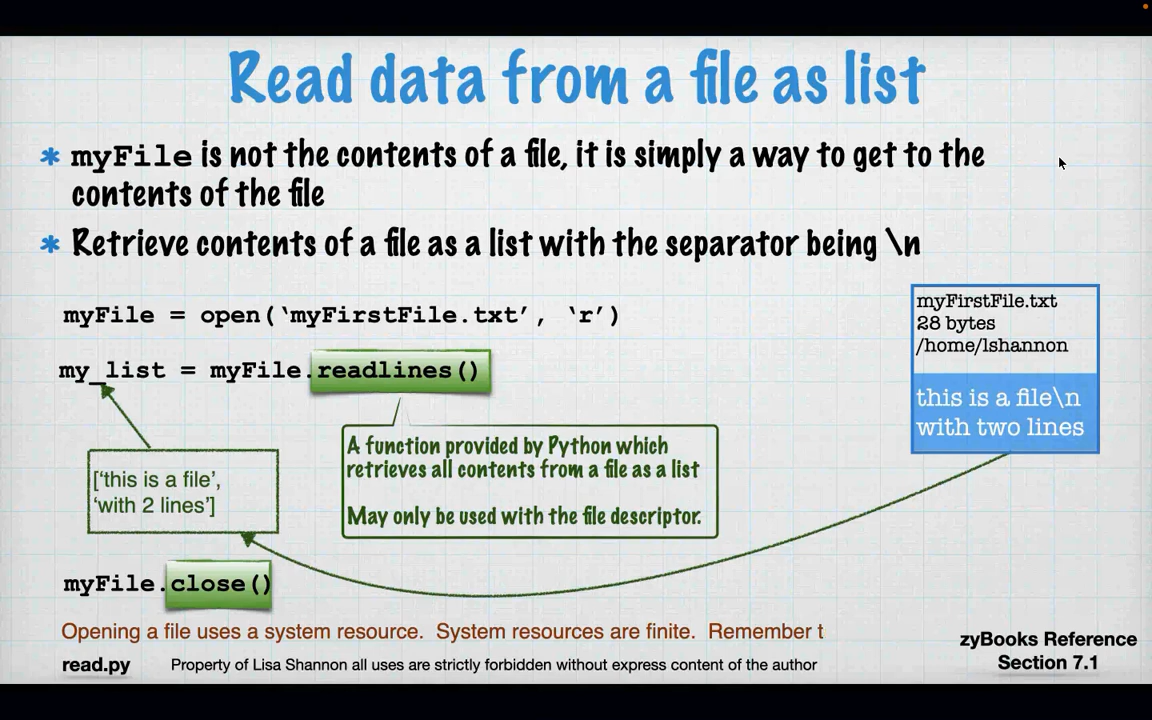 Read data from a file as list
* myFile is not the contents of a file, it is simply a way to get to the
contents of the file
* Retrieve contents of a file as a list with the separator being \n
myFile = open(‘myFirstFile.txt’, ‘r’)
my_list = myFile.readlines()
myFirstFile.txt
28 bytes
/home/lshannon
this is a file\n
with two lines
A function provided by Python which
retrieves all contents from a file as a list
May only be used with the file descriptor.
[‘this is a file’,
‘with 2 lines’]
myFile.close()
Opening a file uses a system resource.  System resources are finite.  Remember t
zyBooks Reference
Section 7.1
read.py
Property of Lisa Shannon all uses are strictly forbidden without express content of the author